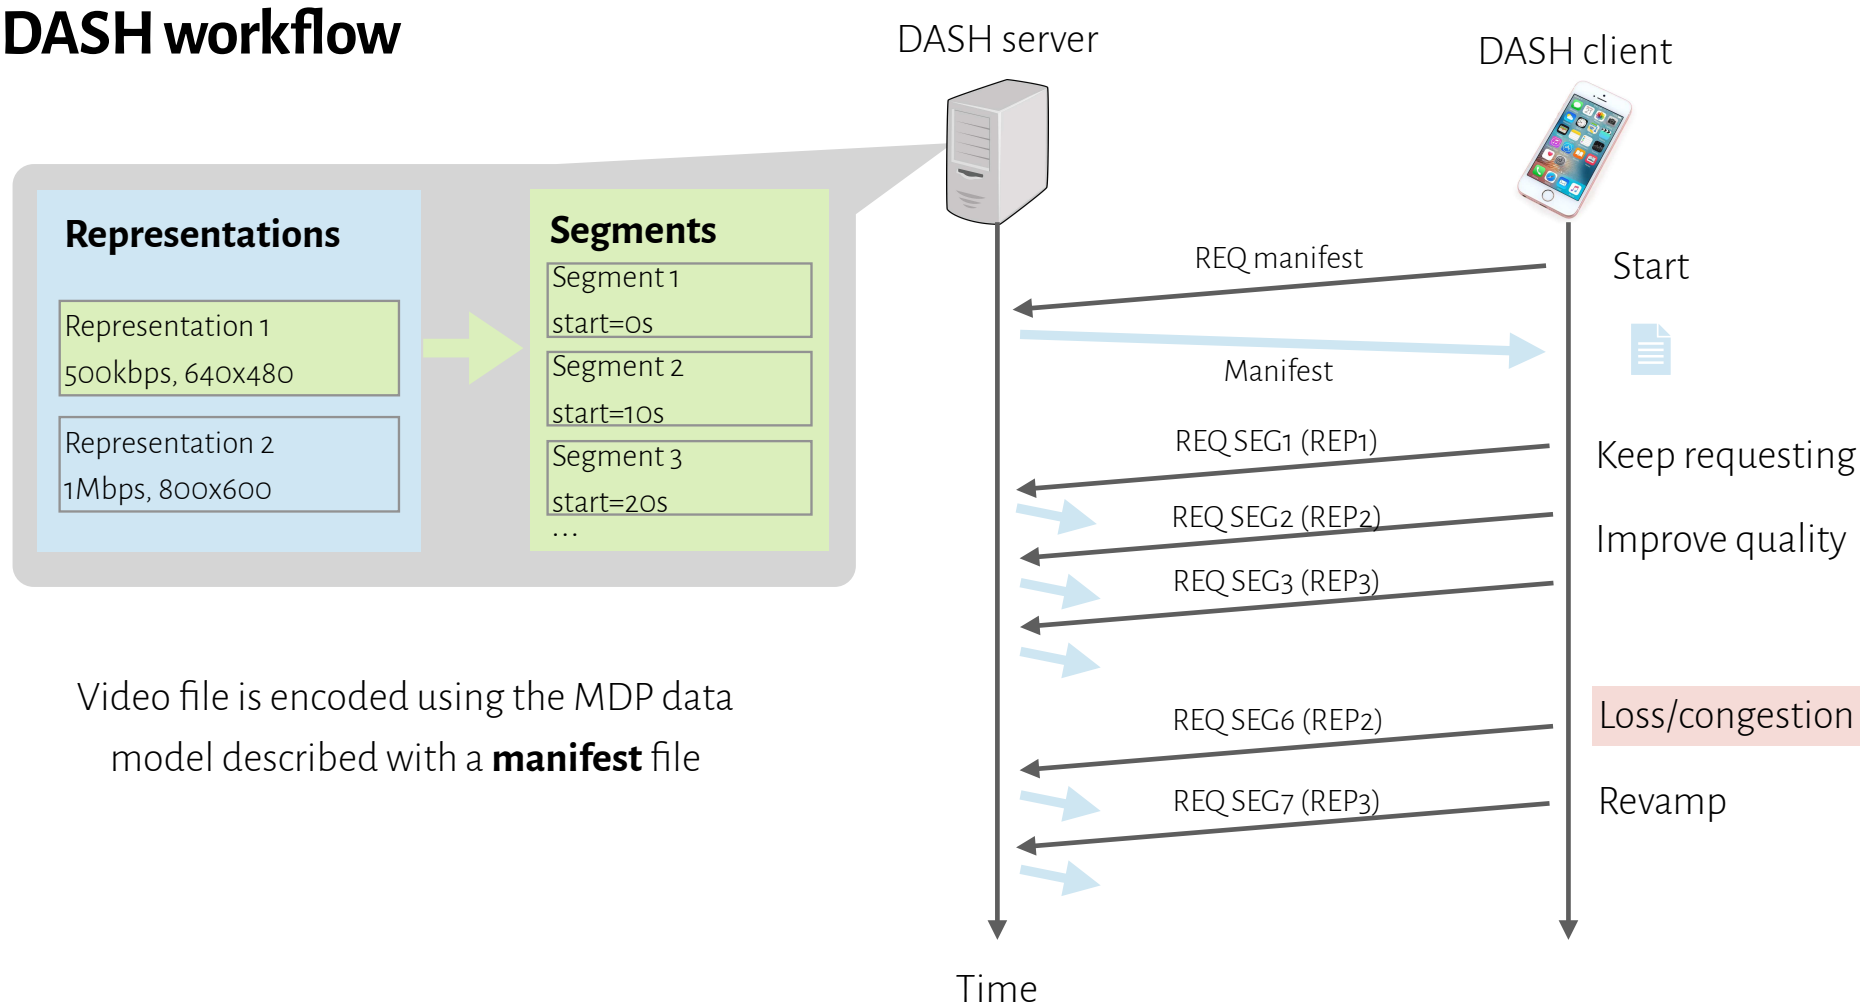 DASH workflow
DASH server
DASH client
Representations
Representation 1
500kbps, 640x480
Representation 2
1Mbps, 800x600
Segments
Segment 1
start=0s
Segment 2
start=10s
Segment 3
start=20s
...
Video file is encoded using the MDP data
model described with a manifest file
REQ manifest
Start
Manifest
REQ SEG1 (REP1)
Keep requesting
REQ SEG2 (REP2)
Improve quality
REQ SEG3 (REP3)
REQ SEG6 (REP2)
Loss/congestion
REQ SEG7 (REP3)
Revamp
Time